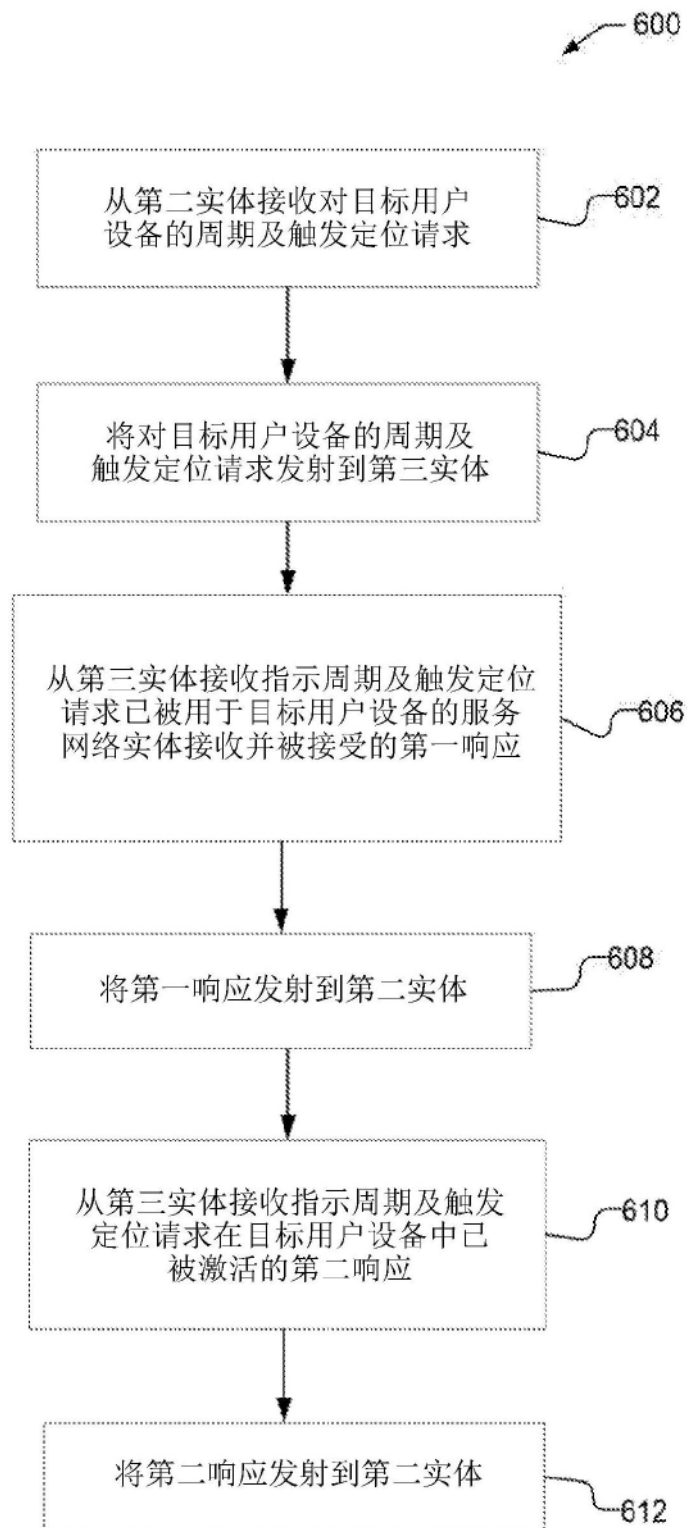 600
从第二实体接收对目标用户
设备的周期及触发定位请求
602
将对目标用户设备的周期及
触发定位请求发射到第三实体
604
从第三实体接收指示周期及触发定位
请求已被用于目标用户设备的服务
网络实体接收并被接受的第一响应
606
将第一响应发射到第二实体
608
从第三实体接收指示周期及触发
定位请求在目标用户设备中已
被激活的第二响应
610
将第二响应发射到第二实体
612